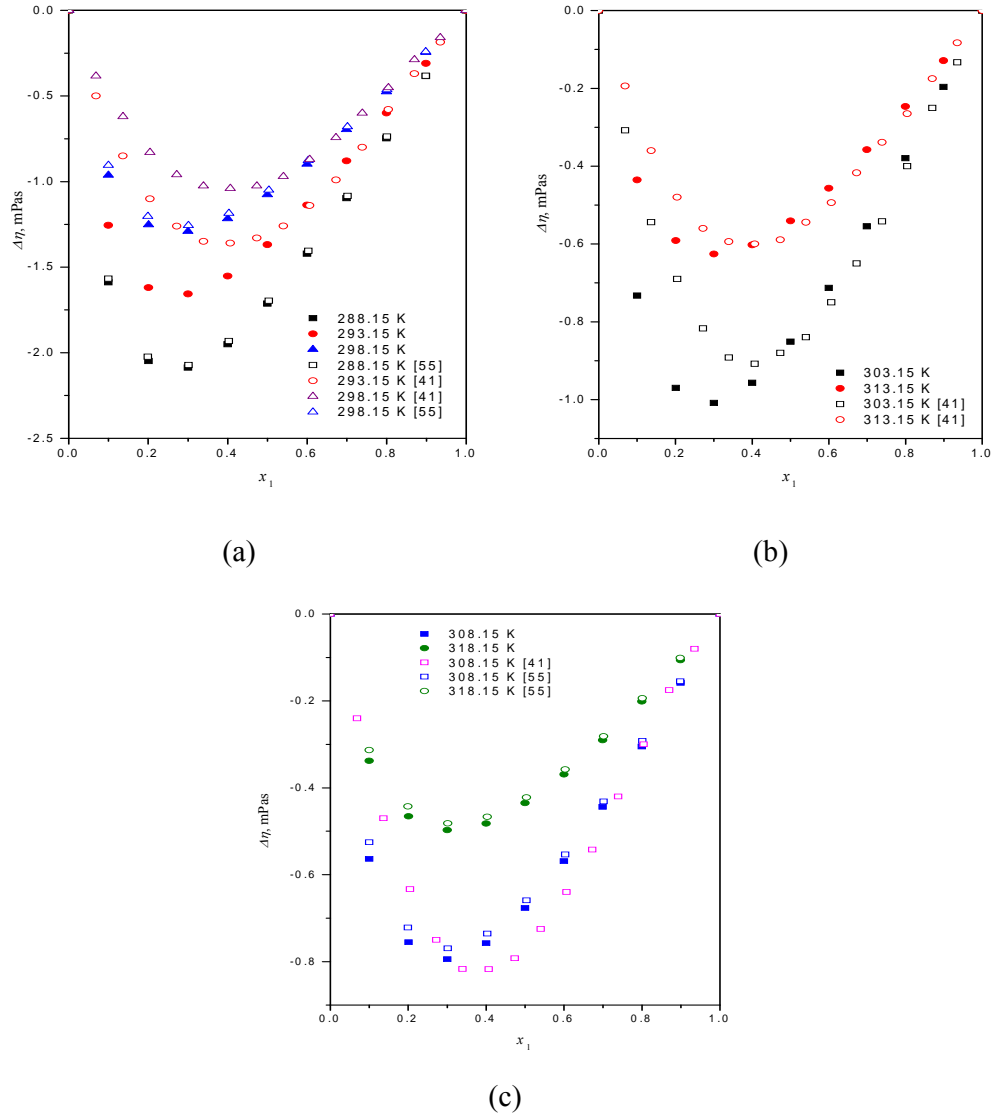 0.0
-0.5
-1.0
-1.5
-2.0
-2.5
Δη, mPas
288.15 K
293.15 K
298.15 K
288.15 K [55]
293.15 K [41]
298.15 K [41]
298.15 K [55]
0.0 0.2 0.4 0.6 0.8 1.0
x1
(a)
0.0
-0.2
-0.4
-0.6
-0.8
-1.0
Δη, mPas
303.15 K
313.15 K
303.15 K [41]
313.15 K [41]
0.0 0.2 0.4 0.6 0.8 1.0
x1
(b)
0.0
-0.2
-0.4
-0.6
-0.8
Δη, mPas
308.15 K
318.15 K
308.15 K [41]
308.15 K [55]
318.15 K [55]
0.0 0.2 0.4 0.6 0.8 1.0
x1
(c)